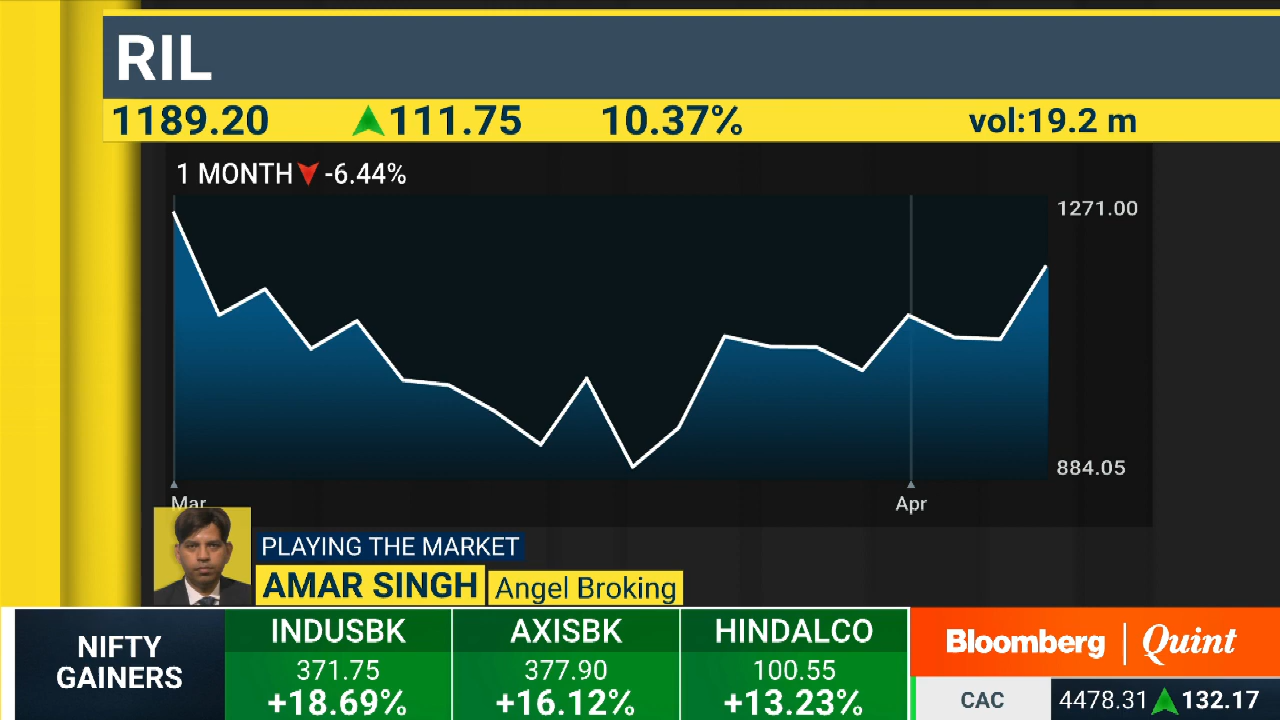 RIL
1189.20 ▲111.75 10.37% vol:19.2 m
1 MONTH▼-6.44%
1271.00
884.05
Mar
Apr
PLAYING THE MARKET
AMAR SINGH Angel Broking
NIFTY GAINERS
INDUSBK
371.75
+18.69%
AXISBK
377.90
+16.12%
HINDALCO
100.55
+13.23%
Bloomberg | Quint
CAC 4478.31▲132.17